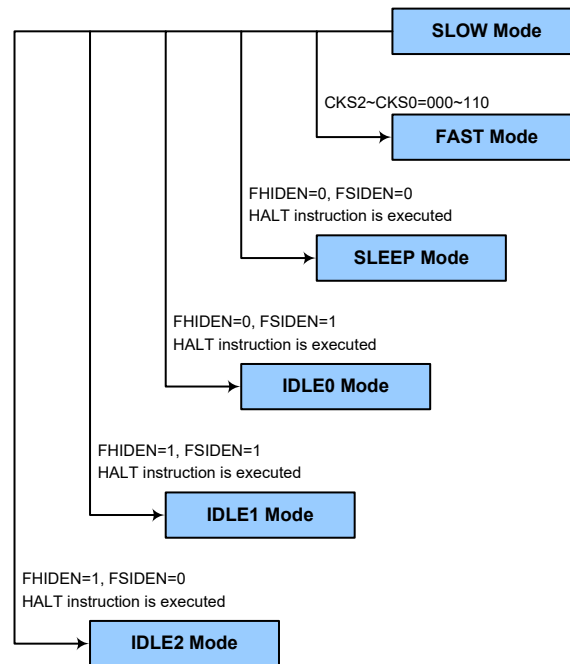 SLOW Mode
CKS2~CKS0=000~110
FAST Mode
FHIDEN=0, FSIDEN=0
HALT instruction is executed
SLEEP Mode
FHIDEN=0, FSIDEN=1
HALT instruction is executed
IDLE0 Mode
FHIDEN=1, FSIDEN=1
HALT instruction is executed
IDLE1 Mode
FHIDEN=1, FSIDEN=0
HALT instruction is executed
IDLE2 Mode